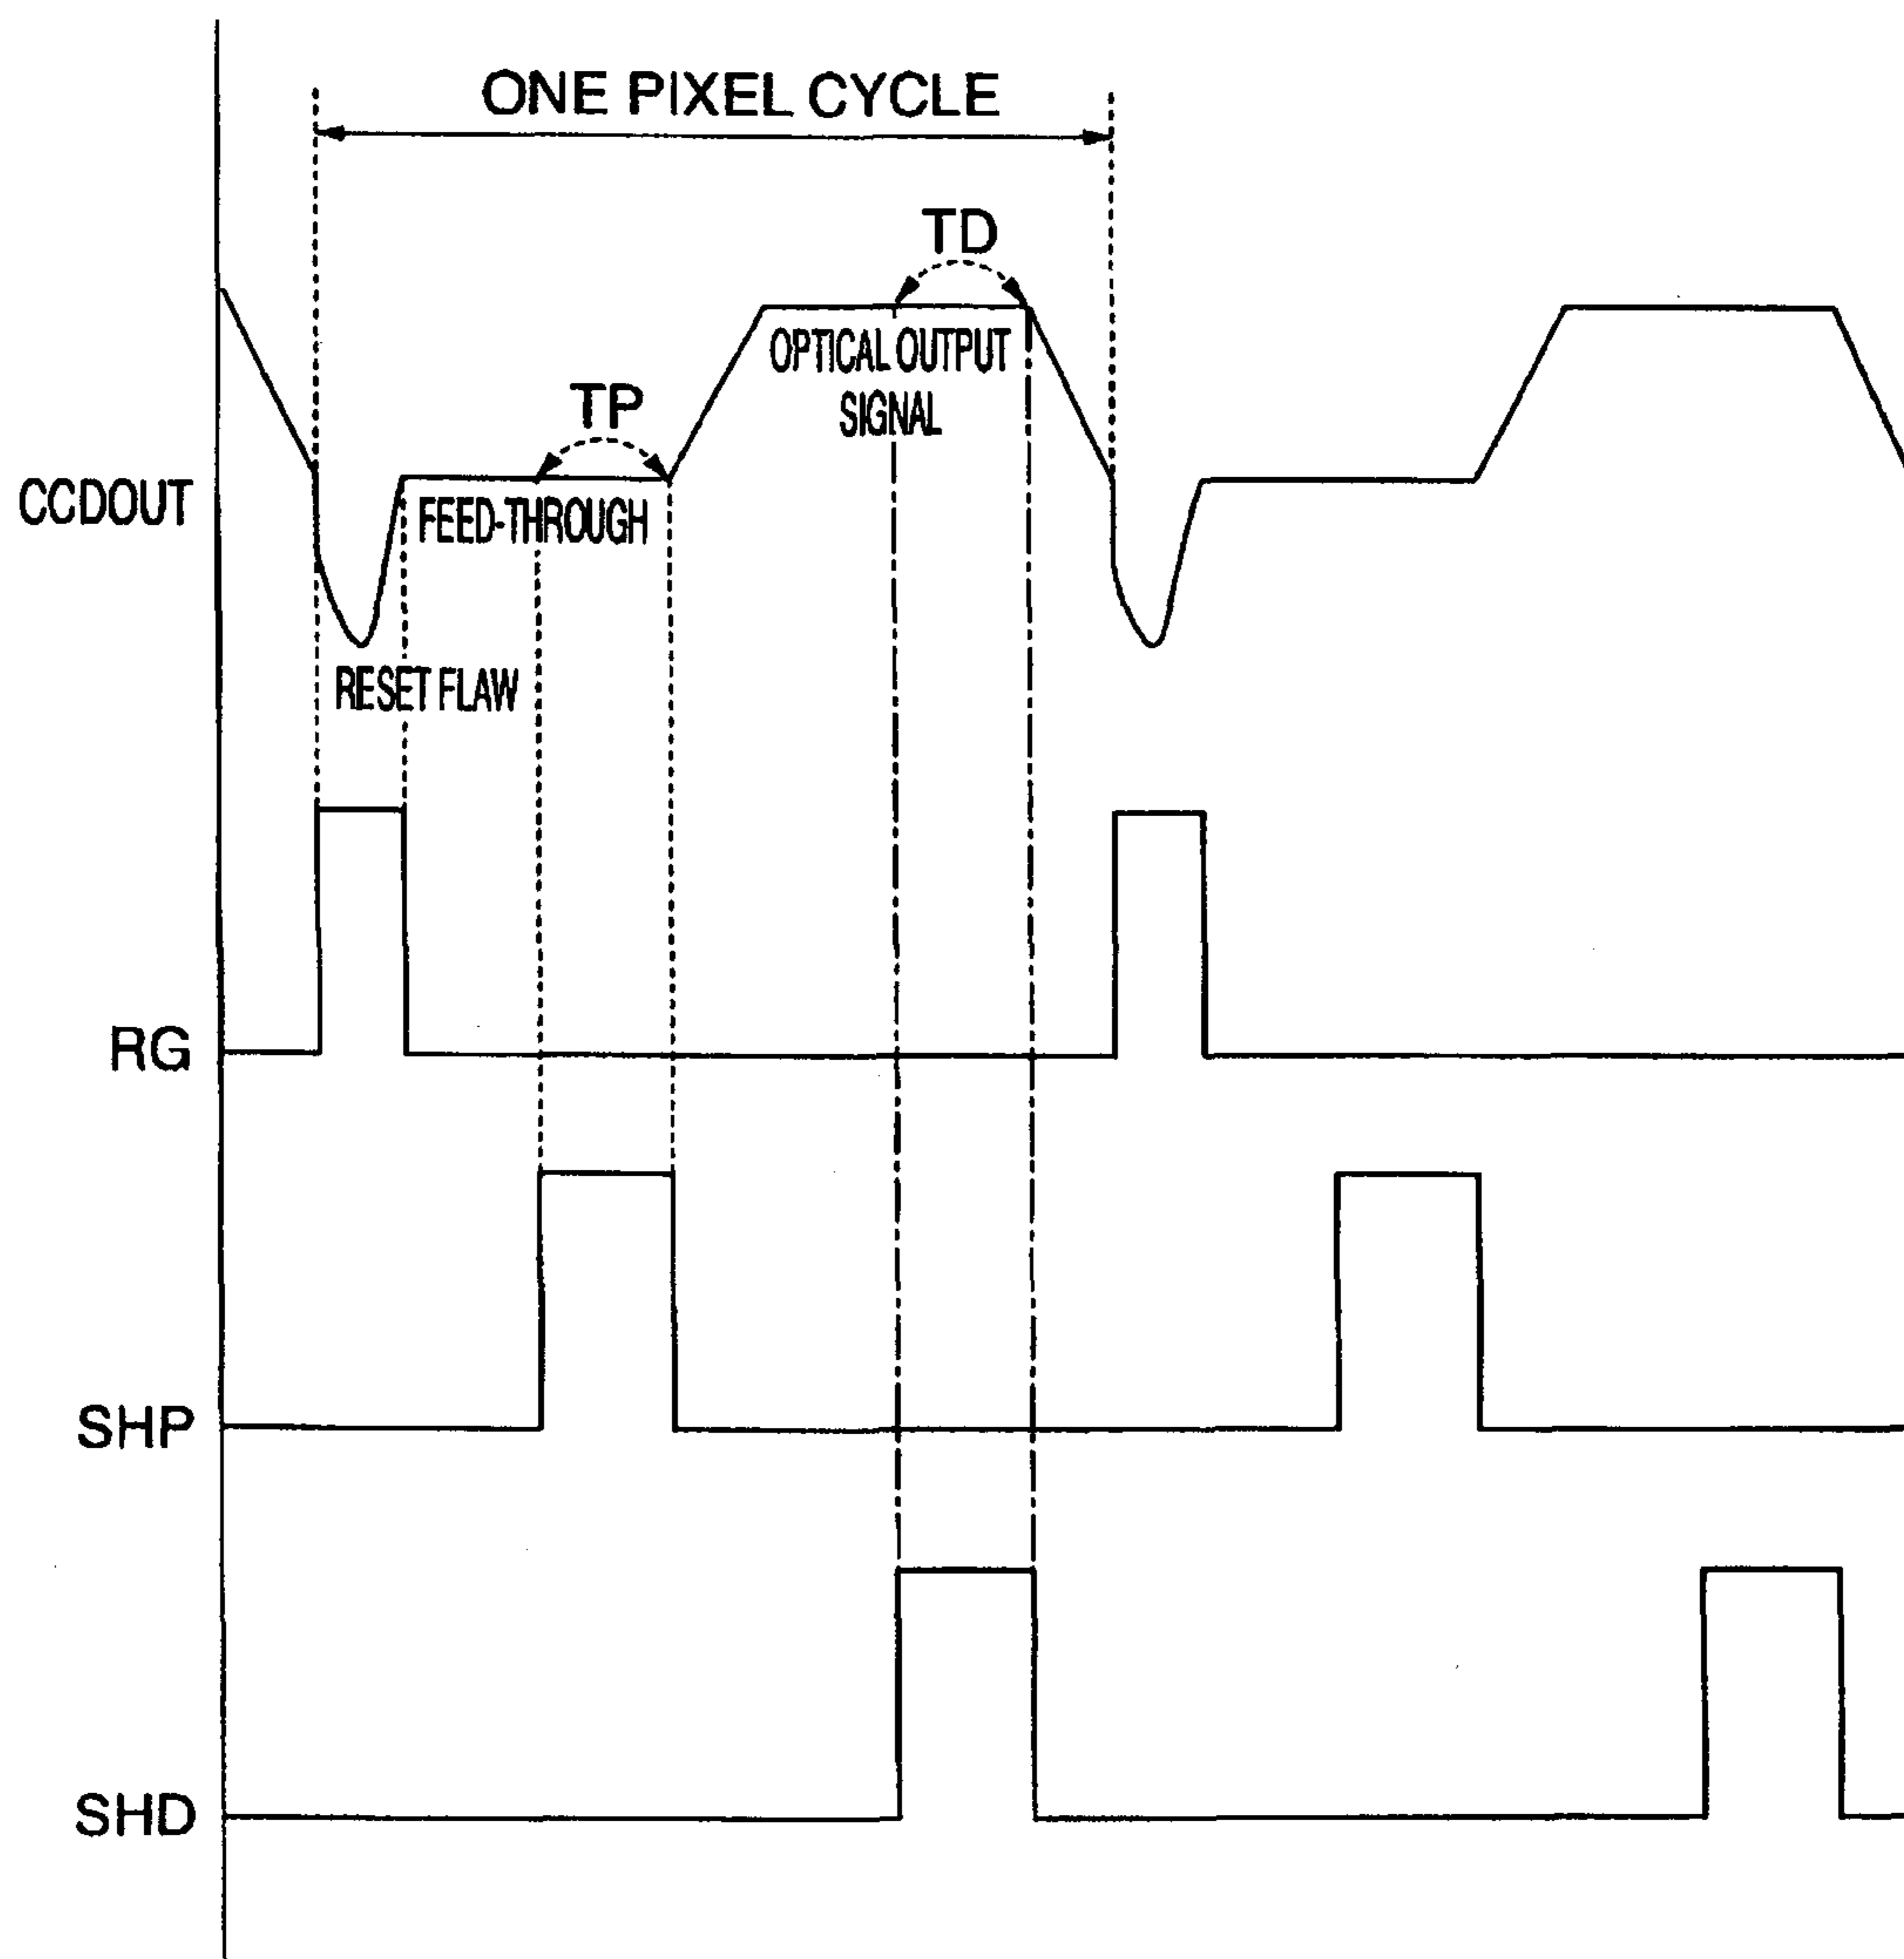 ONE PIXEL CYCLE
TD
OPTICAL OUTPUT
SIGNAL
TP
CCDOUT
FEED-THROUGH
RESET FLAW
RG
SHP
SHD